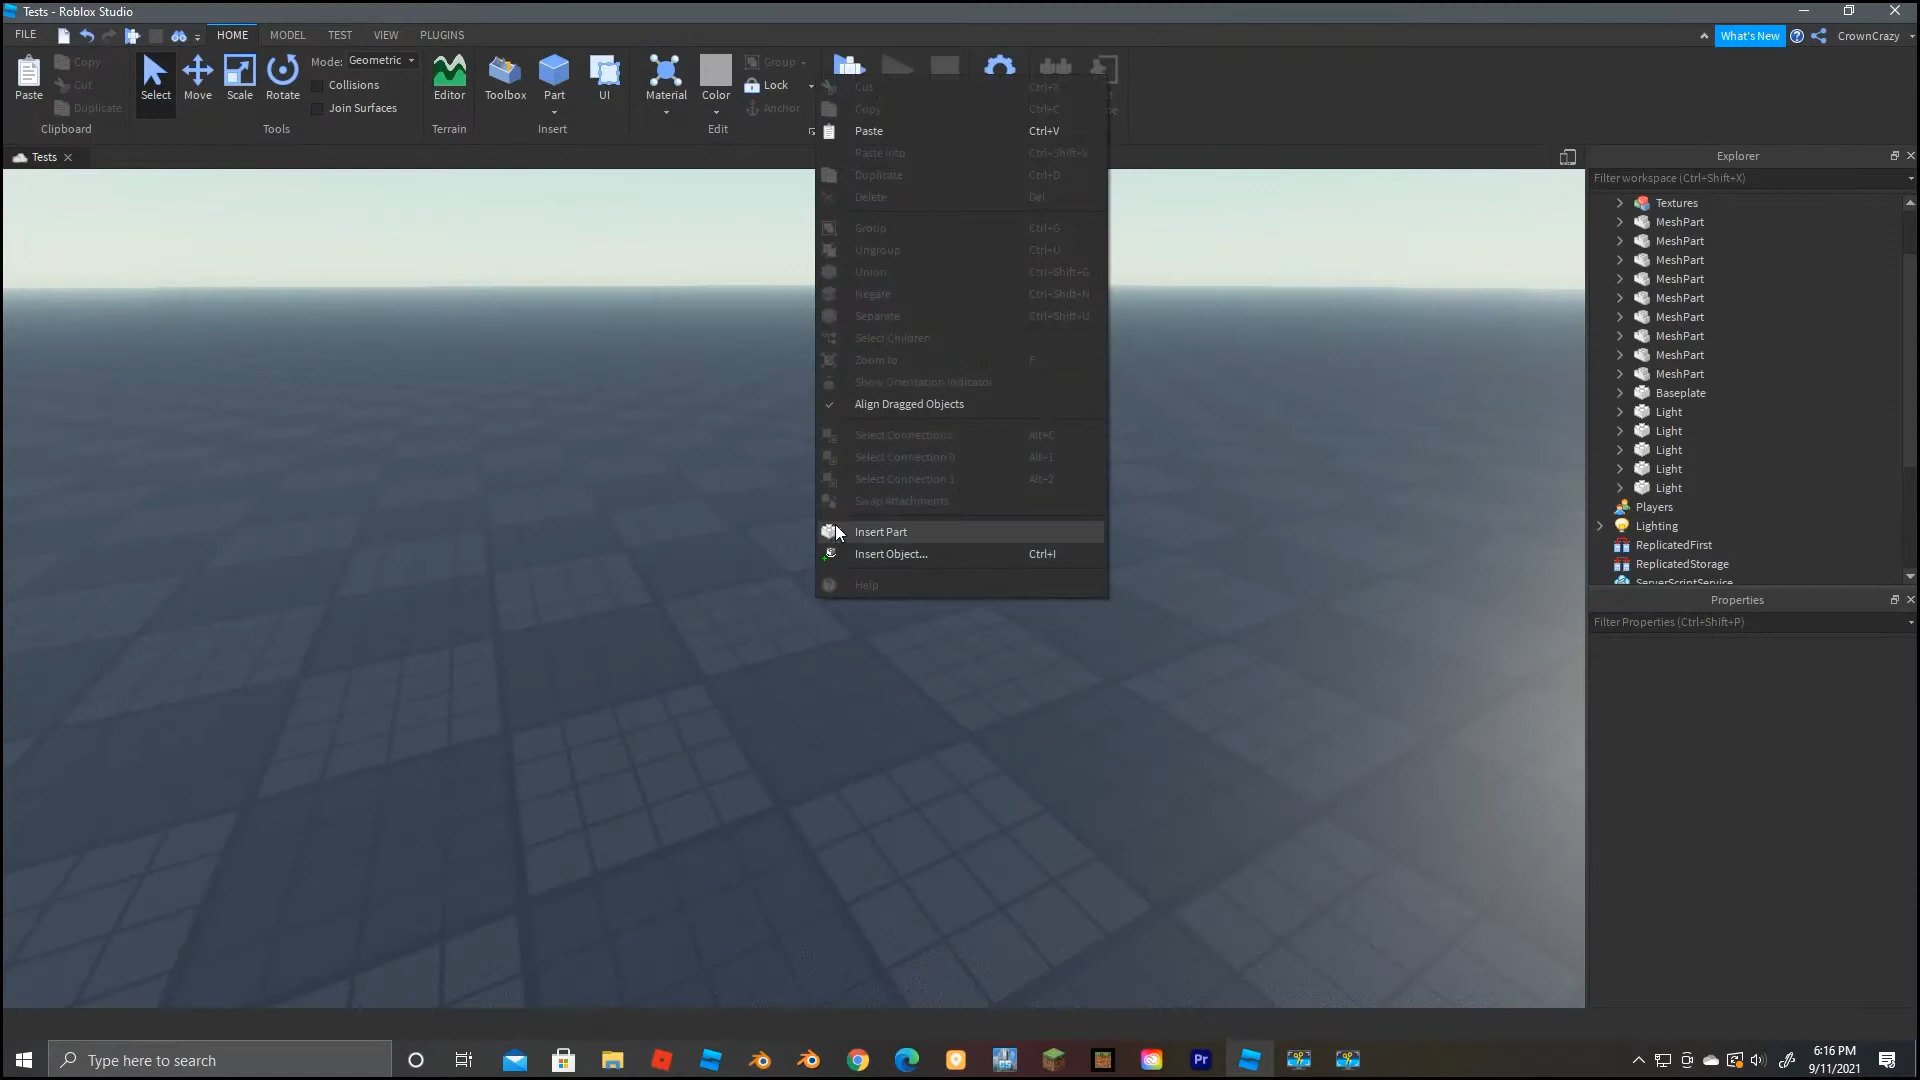 Tests - Roblox Studio
FILE HOME MODEL TEST VIEW PLUGINS What's New CrownCrazy
Paste Copy Cut Duplicate Clipboard
Select Move Scale Rotate Mode: Geometric Collisions Join Surfaces Tools
Editor Terrain
Toolbox Part UI Insert
Material Color Group Lock Anchor Edit
Tests
Cut Ctrl+X
Copy Ctrl+C
Paste Ctrl+V
Paste Into Ctrl+Shift+V
Duplicate Ctrl+D
Delete Del
Group Ctrl+G
Ungroup Ctrl+U
Union Ctrl+Shift+G
Negate Ctrl+Shift+N
Separate Ctrl+Shift+U
Select Children
Zoom to F
Show Orientation Indicator
Align Dragged Objects
Select Connections Alt+C
Select Connection 0 Alt+1
Select Connection 1 Alt+2
Swap Attachments
Insert Part
Insert Object... Ctrl+I
Help
Explorer
Filter workspace (Ctrl+Shift+X)
Textures
MeshPart
MeshPart
MeshPart
MeshPart
MeshPart
MeshPart
MeshPart
MeshPart
MeshPart
Baseplate
Light
Light
Light
Light
Light
Players
Lighting
ReplicatedFirst
ReplicatedStorage
ServerScriptService
Properties
Filter Properties (Ctrl+Shift+P)
Type here to search
Pr
6:16 PM
9/11/2021